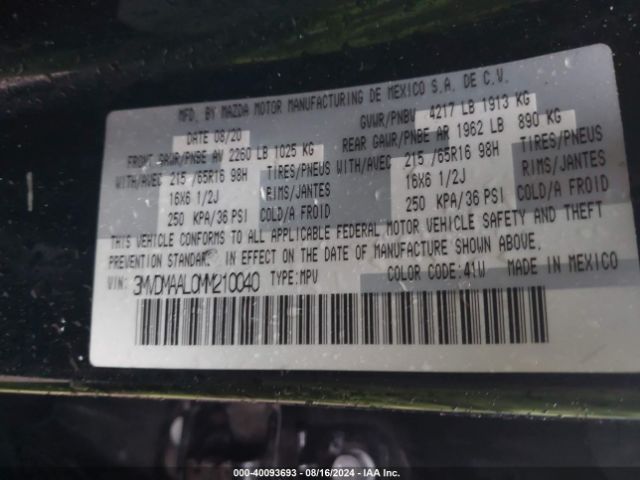 MFD. BY MAZDA MOTOR MANUFACTURING DE MEXICO S.A. DE C.V.
DATE 08/20 GVWR/PNBV 4217 LB 1913 KG
FRONT GAWR/PNBE AV 2260 LB 1025 KG REAR GAWR/PNBE AR 1962 LB 890 KG
WITH/AVEC 215 /65R16 98H TIRES/PNEUS WITH/AVEC 215 /65R16 98H TIRES/PNEUS
16X6 1/2J RIMS/JANTES 16X6 1/2J RIMS/JANTES
250 KPA/36 PSI COLD/A FROID 250 KPA/36 PSI COLD/A FROID
THIS VEHICLE CONFORMS TO ALL APPLICABLE FEDERAL MOTOR VEHICLE SAFETY AND THEFT
PREVENTION STANDARDS IN EFFECT ON THE DATE OF MANUFACTURE SHOWN ABOVE.
VIN: 3MVDMAAL0MM210040 TYPE:MPV COLOR CODE:41W MADE IN MEXICO
000-40093693 - 08/16/2024 - IAA Inc.